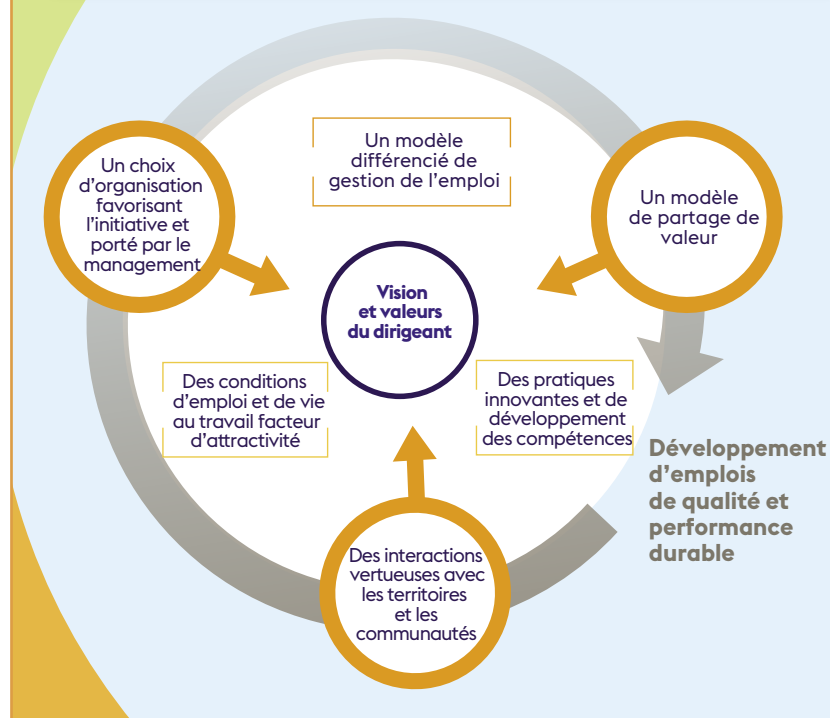 Un modèle
différencié de
gestion de l’emploi
Un choix
d’organisation
favorisant
l’initiative et
porté par le
management
Un modèle
de partage de
valeur
Vision
et valeurs
du dirigeant
Des conditions
d’emploi et de vie
au travail facteur
d’attractivité
Des pratiques
innovantes et de
développement
des compétences
Développement
d’emplois
de qualité et
performance
durable
Des interactions
vertueuses avec
les territoires
et les
communautés